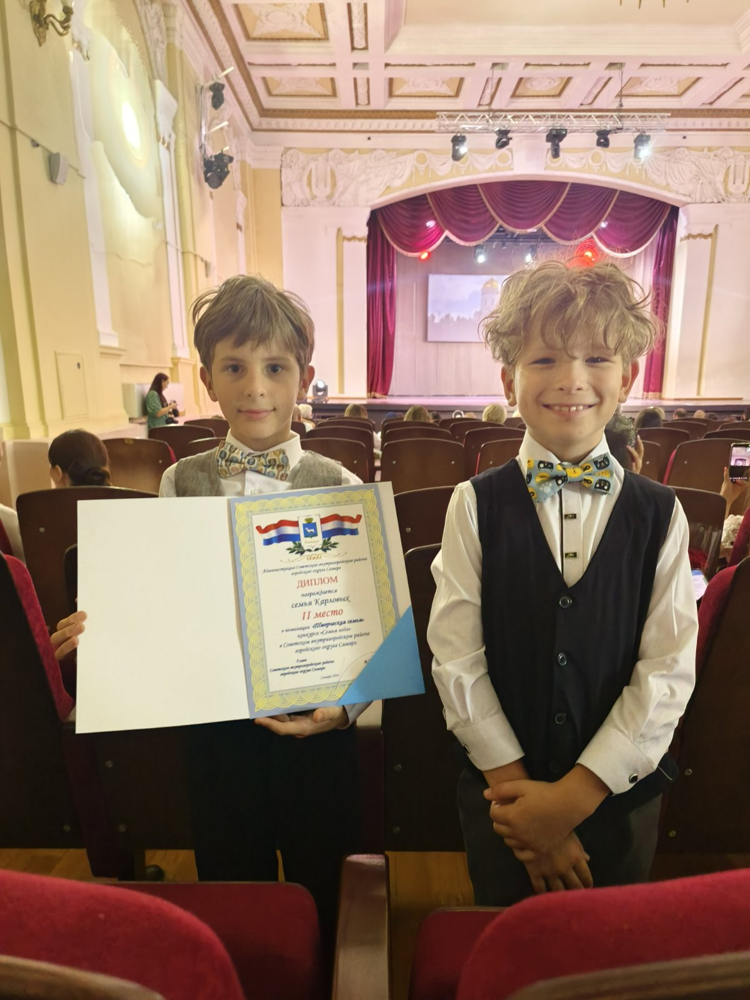 Самара
Администрация Советского внутригородского района
городского округа Самара
ДИПЛОМ
награждается
семья Карловых
II место
в номинации «Творческая семья»
конкурса «Семья года»
в Советском внутригородском районе
городского округа Самара
Глава
Советского внутригородского района
городского округа Самара
Самара 2024